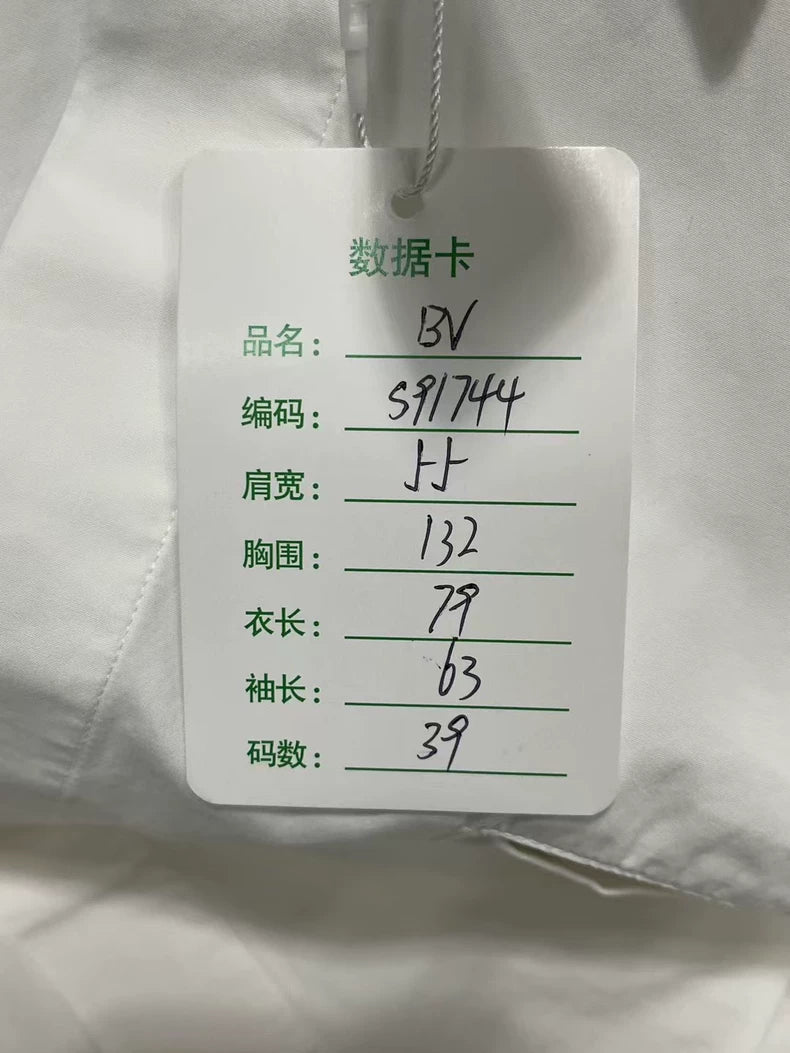 数据卡
品名： BV
编码： S91744
肩宽： 55
胸围： 132
衣长： 79
袖长： 63
码数： 39